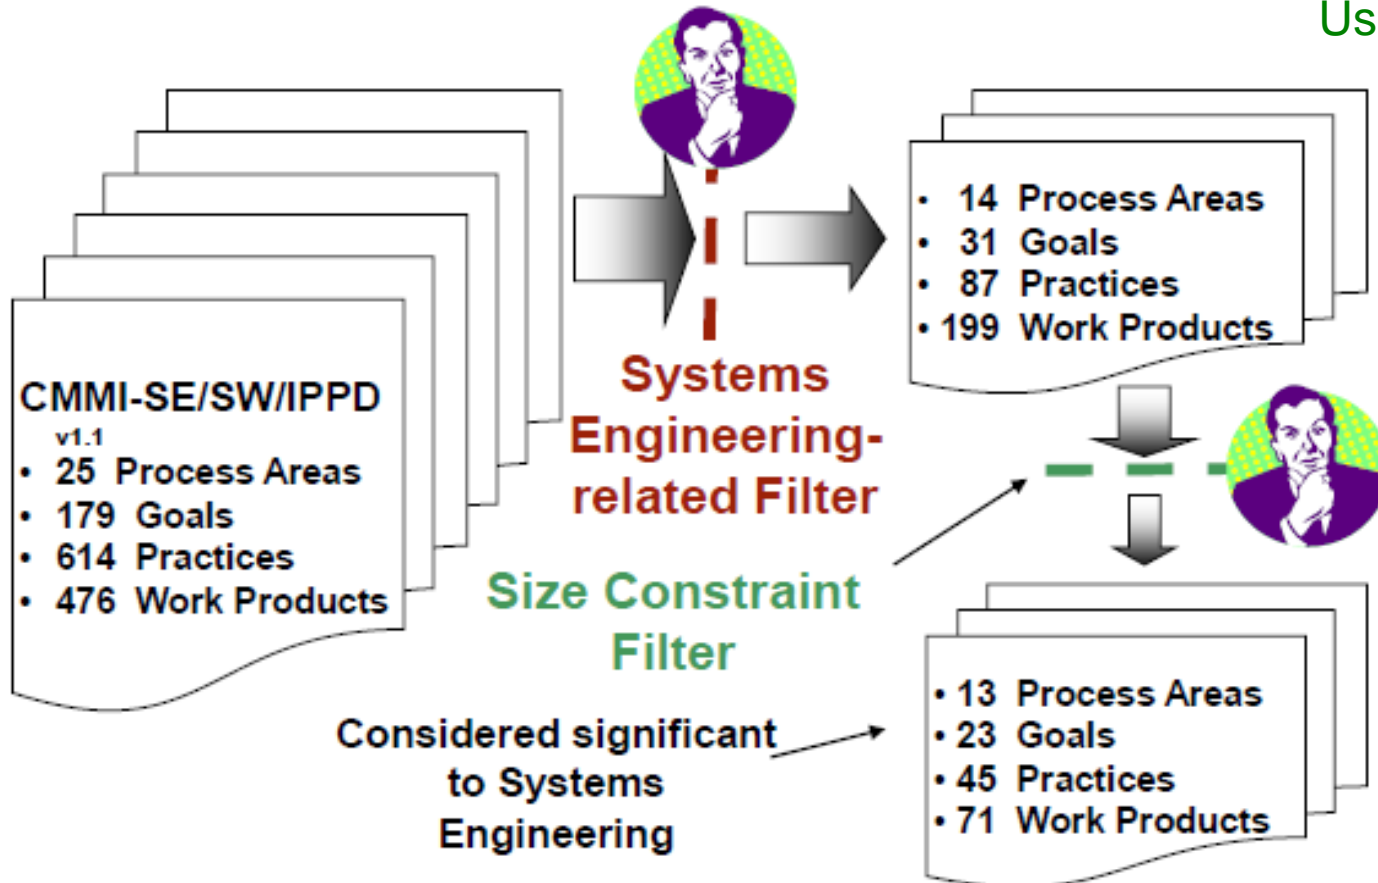 Us
CMMI-SE/SW/IPPD
v1.1
• 25 Process Areas
• 179 Goals
• 614 Practices
• 476 Work Products
Systems
Engineering-
related Filter
• 14 Process Areas
• 31 Goals
• 87 Practices
• 199 Work Products
Size Constraint
Filter
Considered significant
to Systems
Engineering
• 13 Process Areas
• 23 Goals
• 45 Practices
• 71 Work Products